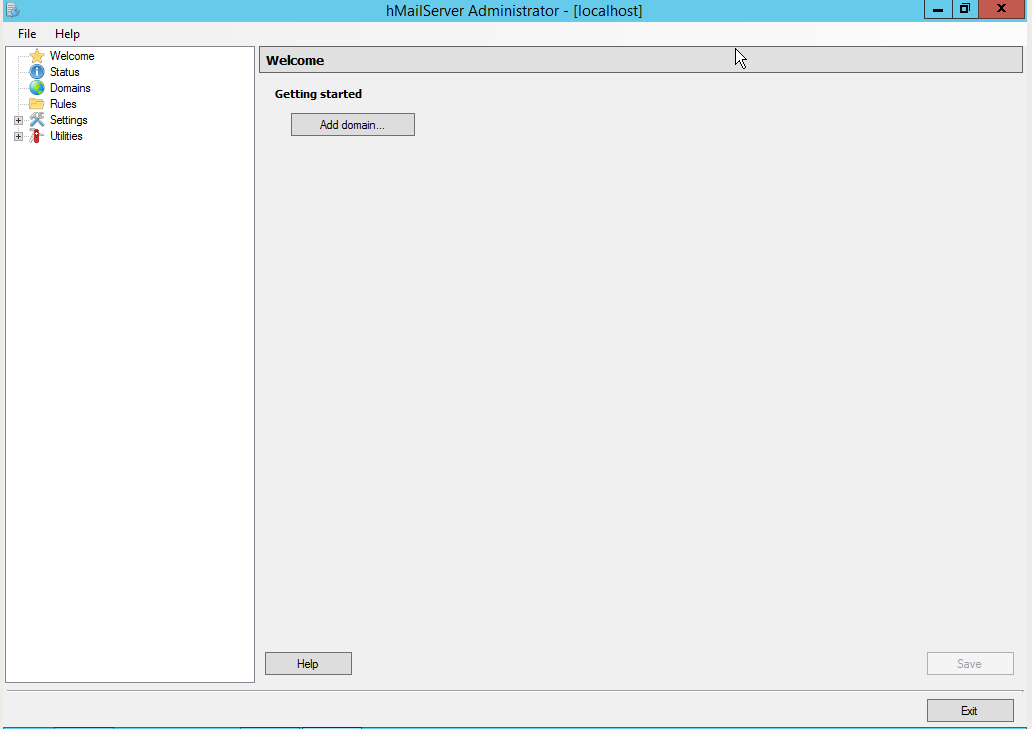 hMailServer Administrator - [localhost]
File Help
Welcome
Status
Domains
Rules
Settings
Utilities
Welcome
Getting started
Add domain...
Help
Save
Exit